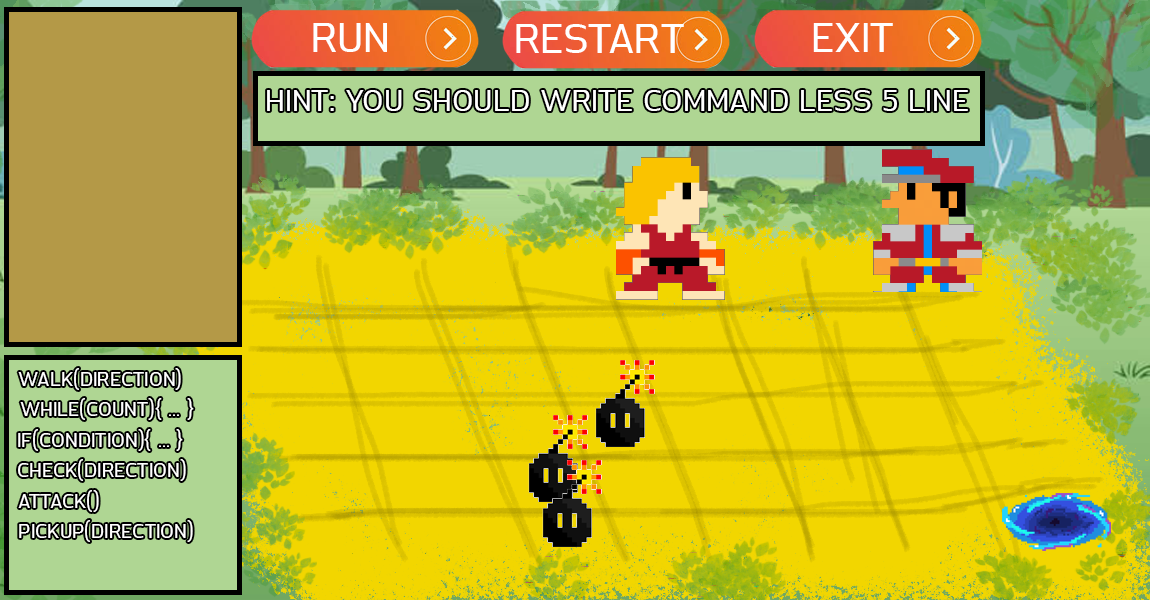 RUN
RESTART
EXIT
HINT: YOU SHOULD WRITE COMMAND LESS 5 LINE
WALK(DIRECTION)
WHILE(COUNT){ ... }
IF(CONDITION){ ... }
CHECK(DIRECTION)
ATTACK()
PICKUP(DIRECTION)